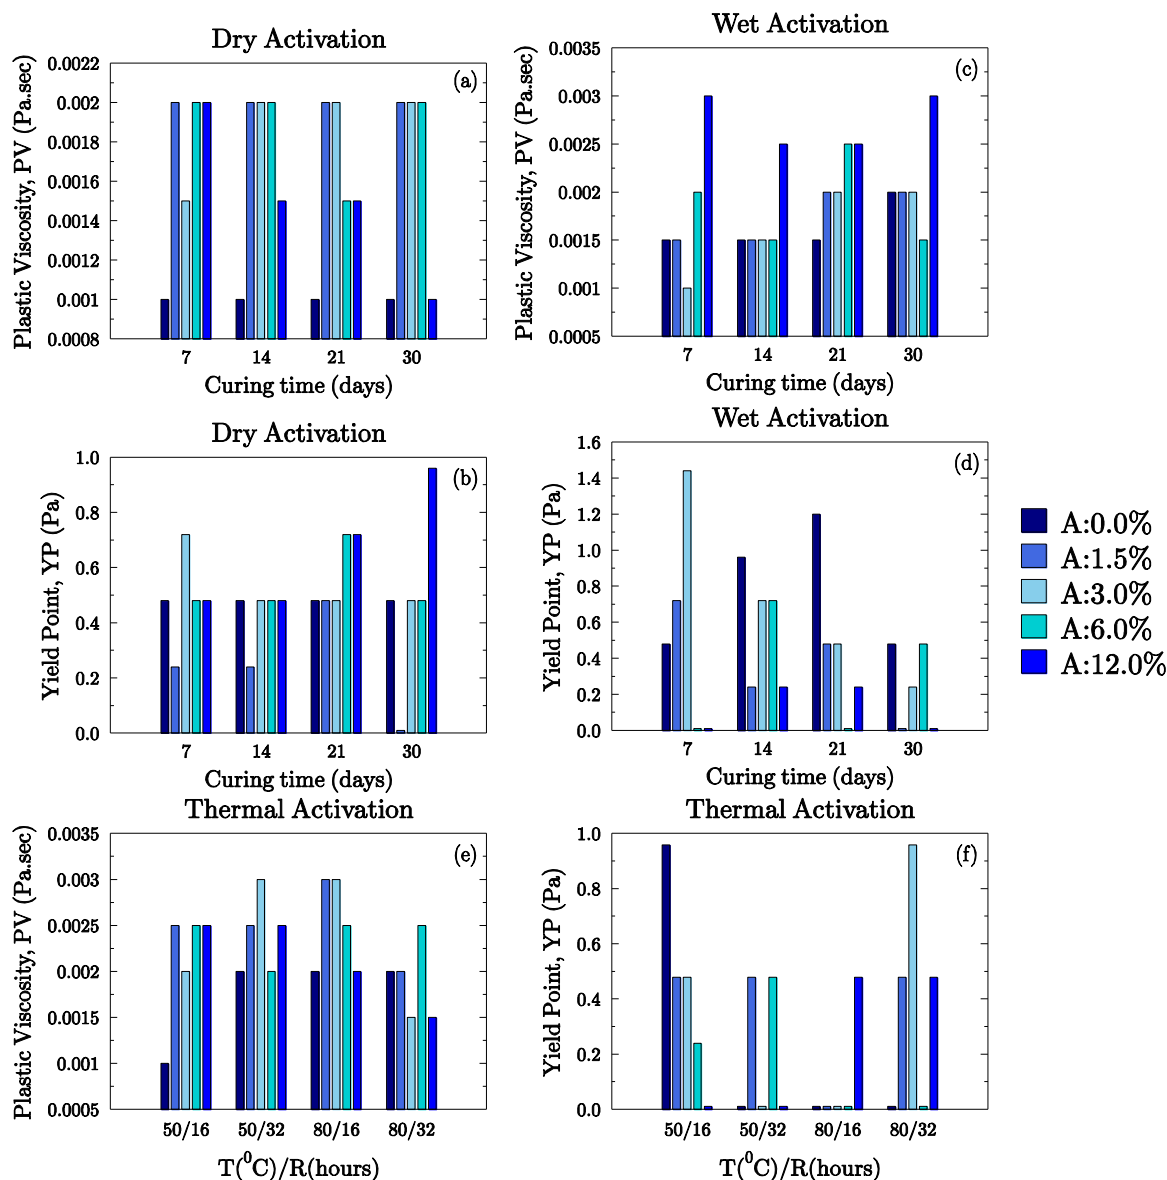 Dry Activation
(a)
Plastic Viscosity, PV (Pa.sec)
0.0022
0.002
0.0018
0.0016
0.0014
0.0012
0.001
0.0008
7 14 21 30
Curing time (days)
Wet Activation
(c)
Plastic Viscosity, PV (Pa.sec)
0.0035
0.003
0.0025
0.002
0.0015
0.001
0.0005
7 14 21 30
Curing time (days)
Dry Activation
(b)
Yield Point, YP (Pa)
1.0
0.8
0.6
0.4
0.2
0.0
7 14 21 30
Curing time (days)
Wet Activation
(d)
Yield Point, YP (Pa)
1.6
1.4
1.2
1.0
0.8
0.6
0.4
0.2
0.0
7 14 21 30
Curing time (days)
A:0.0%
A:1.5%
A:3.0%
A:6.0%
A:12.0%
Thermal Activation
(e)
Plastic Viscosity, PV (Pa.sec)
0.0035
0.003
0.0025
0.002
0.0015
0.001
0.0005
50/16 50/32 80/16 80/32
T(⁰C)/R(hours)
Thermal Activation
(f)
Yield Point, YP (Pa)
1.0
0.8
0.6
0.4
0.2
0.0
50/16 50/32 80/16 80/32
T(⁰C)/R(hours)